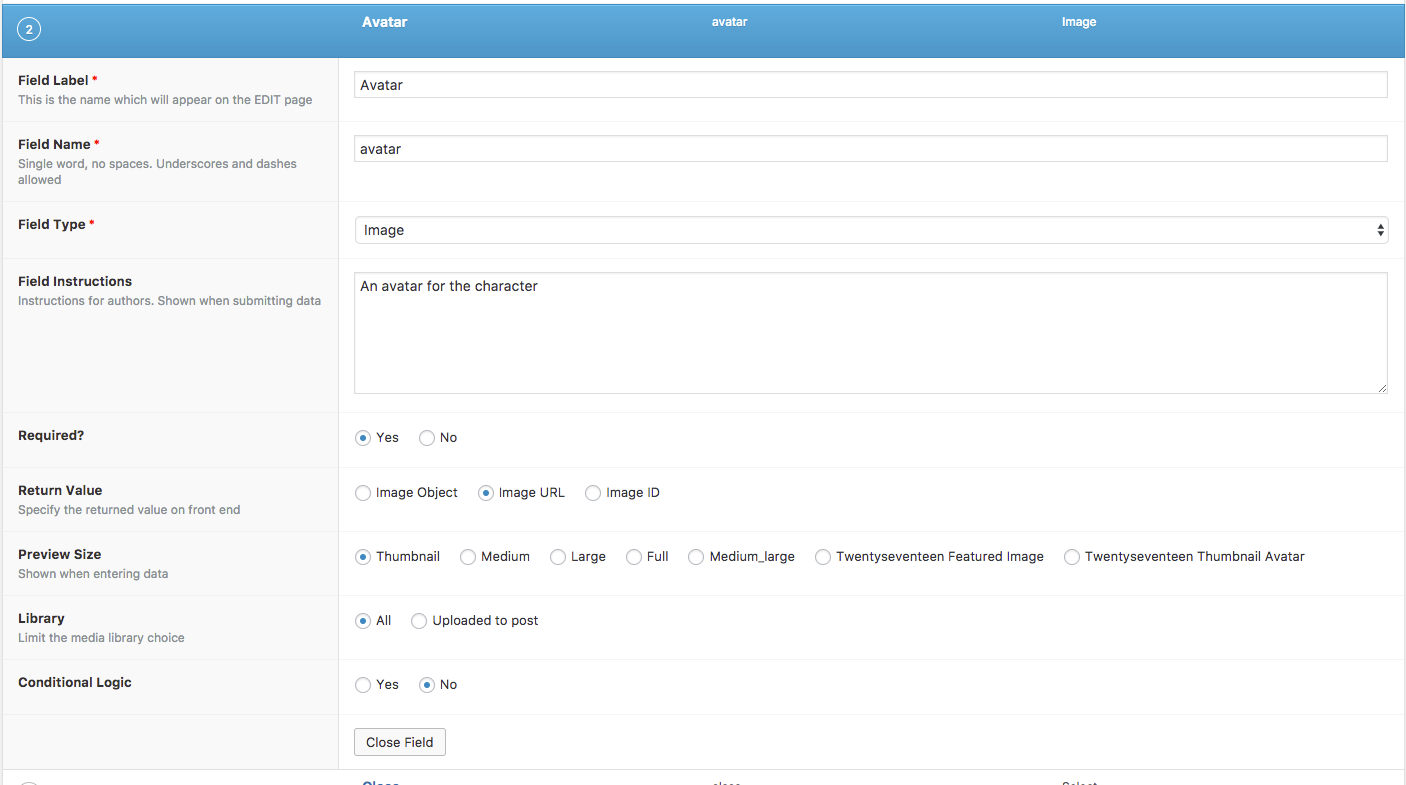 2 Avatar avatar Image
Field Label *
This is the name which will appear on the EDIT page
Avatar
Field Name *
Single word, no spaces. Underscores and dashes
allowed
avatar
Field Type *
Image
Field Instructions
Instructions for authors. Shown when submitting data
An avatar for the character
Required?
Yes No
Return Value
Specify the returned value on front end
Image Object Image URL Image ID
Preview Size
Shown when entering data
Thumbnail Medium Large Full Medium_large Twentyseventeen Featured Image Twentyseventeen Thumbnail Avatar
Library
Limit the media library choice
All Uploaded to post
Conditional Logic
Yes No
Close Field